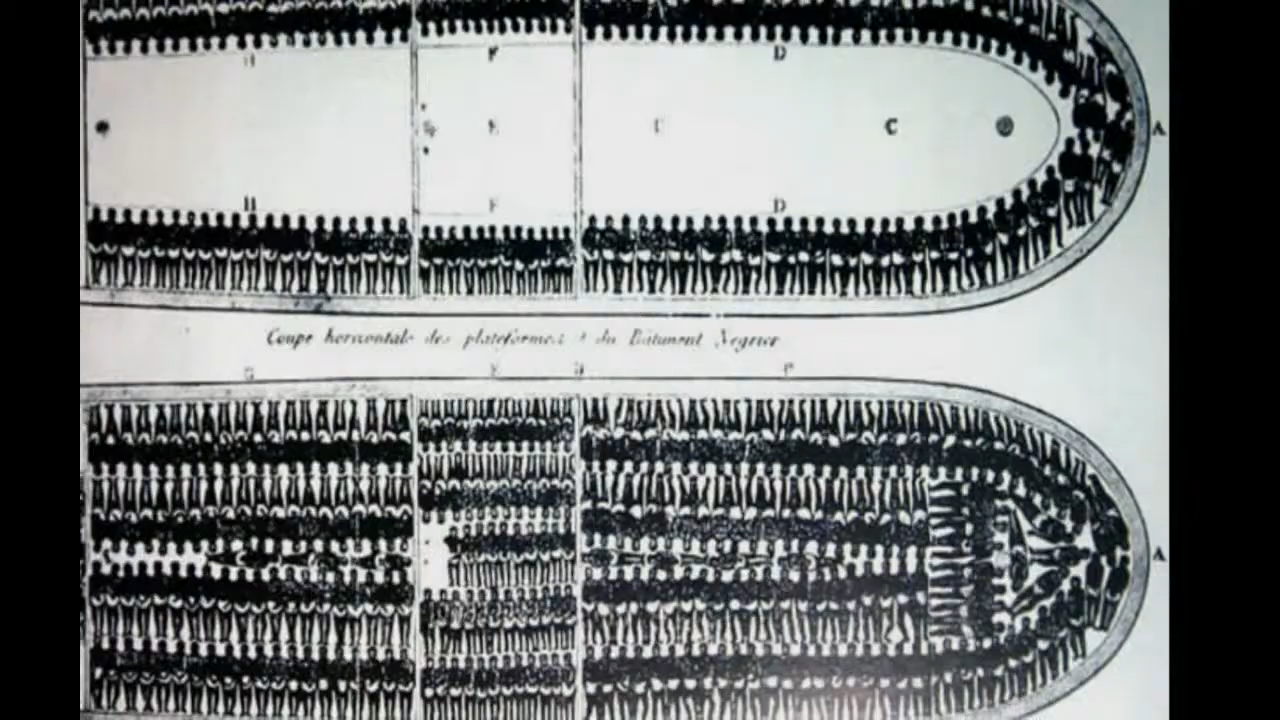 H F D
E C C A
H F D
Coupe horizontale des plateformes du Bâtiment Negrier
G E P
A